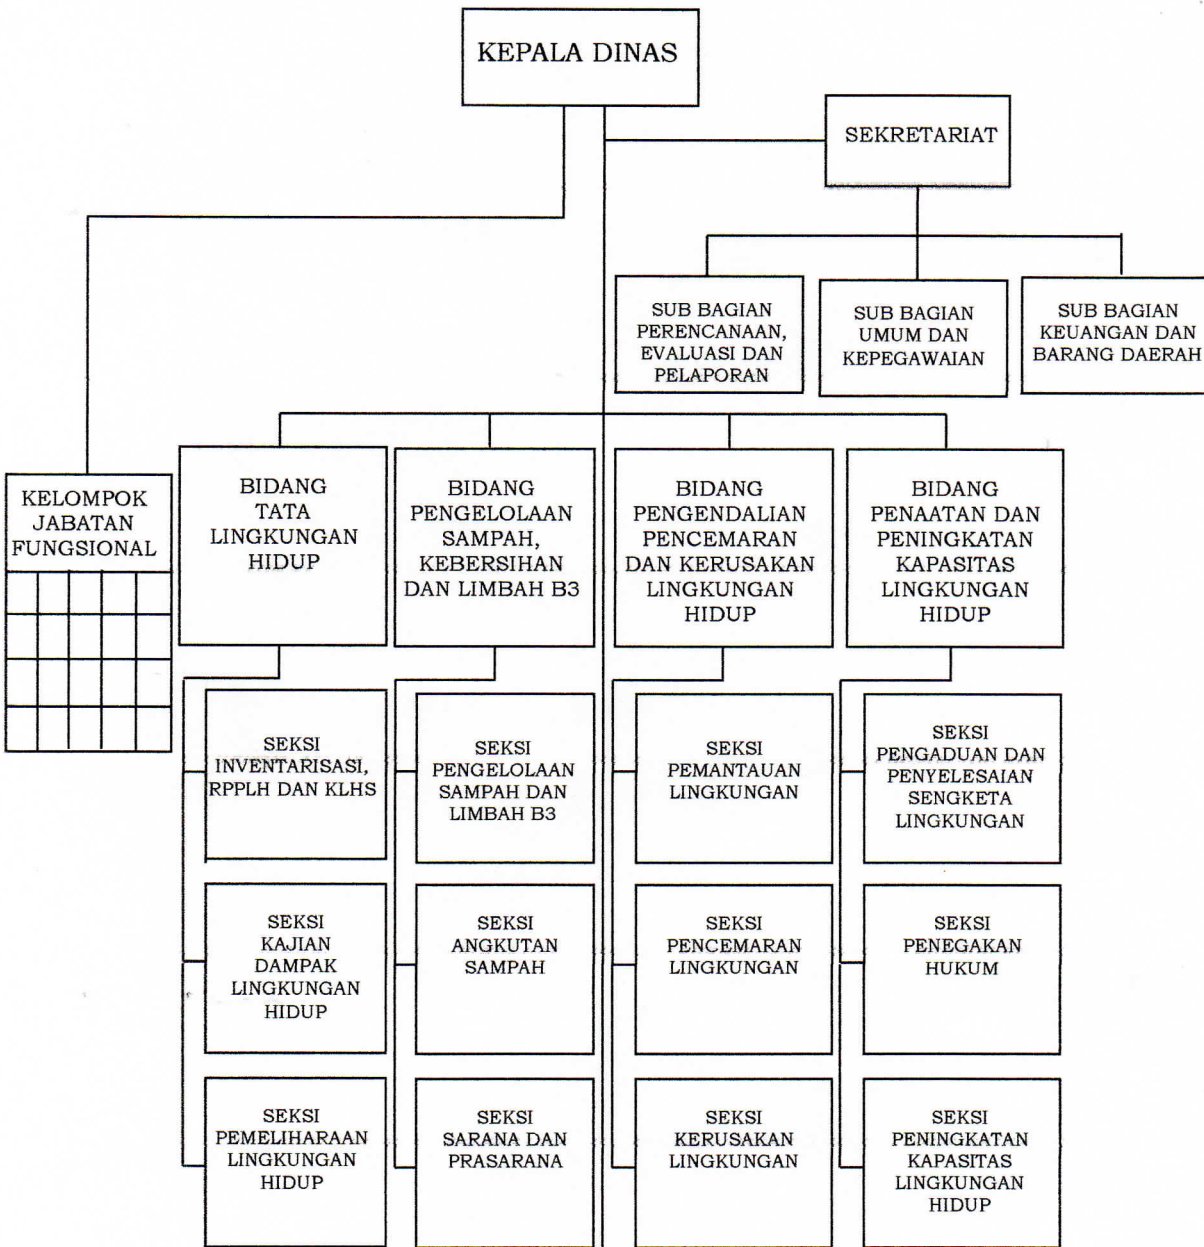 KEPALA DINAS
SEKRETARIAT
SUB BAGIAN
PERENCANAAN,
EVALUASI DAN
PELAPORAN
SUB BAGIAN
UMUM DAN
KEPEGAWAIAN
SUB BAGIAN
KEUANGAN DAN
BARANG DAERAH
KELOMPOK
JABATAN
FUNGSIONAL
BIDANG
TATA
LINGKUNGAN
HIDUP
BIDANG
PENGELOLAAN
SAMPAH,
KEBERSIHAN
DAN LIMBAH B3
BIDANG
PENGENDALIAN
PENCEMARAN
DAN KERUSAKAN
LINGKUNGAN
HIDUP
BIDANG
PENAATAN DAN
PENINGKATAN
KAPASITAS
LINGKUNGAN
HIDUP
SEKSI
INVENTARISASI,
RPPLH DAN KLHS
SEKSI
PENGELOLAAN
SAMPAH DAN
LIMBAH B3
SEKSI
PEMANTAUAN
LINGKUNGAN
SEKSI
PENGADUAN DAN
PENYELESAIAN
SENGKETA
LINGKUNGAN
SEKSI
KAJIAN
DAMPAK
LINGKUNGAN
HIDUP
SEKSI
ANGKUTAN
SAMPAH
SEKSI
PENCEMARAN
LINGKUNGAN
SEKSI
PENEGAKAN
HUKUM
SEKSI
PEMELIHARAAN
LINGKUNGAN
HIDUP
SEKSI
SARANA DAN
PRASARANA
SEKSI
KERUSAKAN
LINGKUNGAN
SEKSI
PENINGKATAN
KAPASITAS
LINGKUNGAN
HIDUP